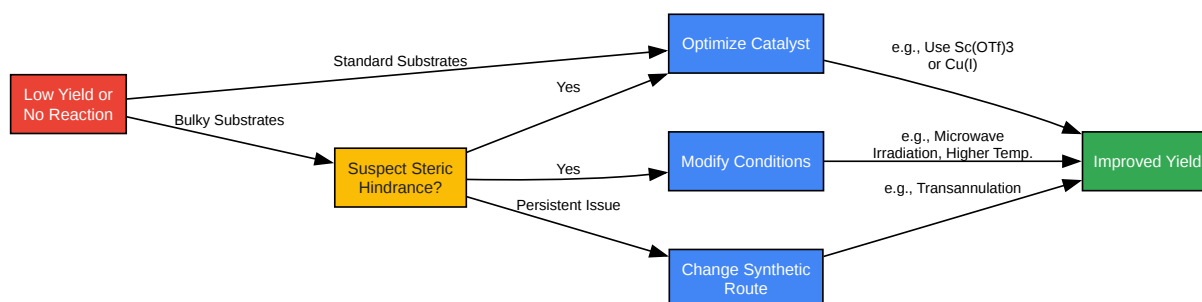 Low Yield or
No Reaction
Standard Substrates
Bulky Substrates
Suspect Steric
Hindrance?
Yes
Yes
Persistent Issue
Optimize Catalyst
Modify Conditions
Change Synthetic
Route
e.g., Use Sc(OTf)3
or Cu(I)
e.g., Microwave
Irradiation, Higher Temp.
e.g., Transannulation
Improved Yield